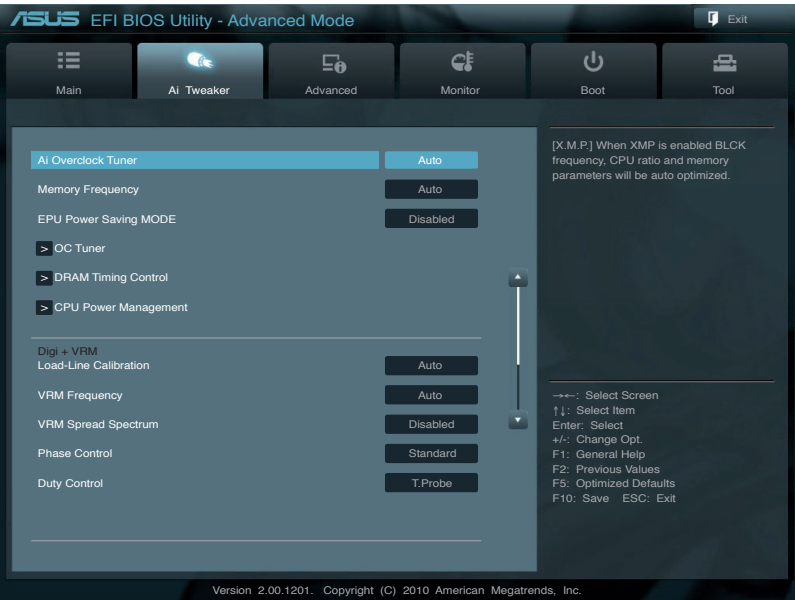 ASUS EFI BIOS Utility - Advanced Mode
Exit
Main
Ai Tweaker
Advanced
Monitor
Boot
Tool
Ai Overclock Tuner Auto
Memory Frequency Auto
EPU Power Saving MODE Disabled
> OC Tuner
> DRAM Timing Control
> CPU Power Management
Digi + VRM
Load-Line Calibration Auto
VRM Frequency Auto
VRM Spread Spectrum Disabled
Phase Control Standard
Duty Control T.Probe
[X.M.P.] When XMP is enabled BLCK
frequency, CPU ratio and memory
parameters will be auto optimized.
→←: Select Screen
↑↓: Select Item
Enter: Select
+/-: Change Opt.
F1: General Help
F2: Previous Values
F5: Optimized Defaults
F10: Save ESC: Exit
Version 2.00.1201. Copyright (C) 2010 American Megatrends, Inc.